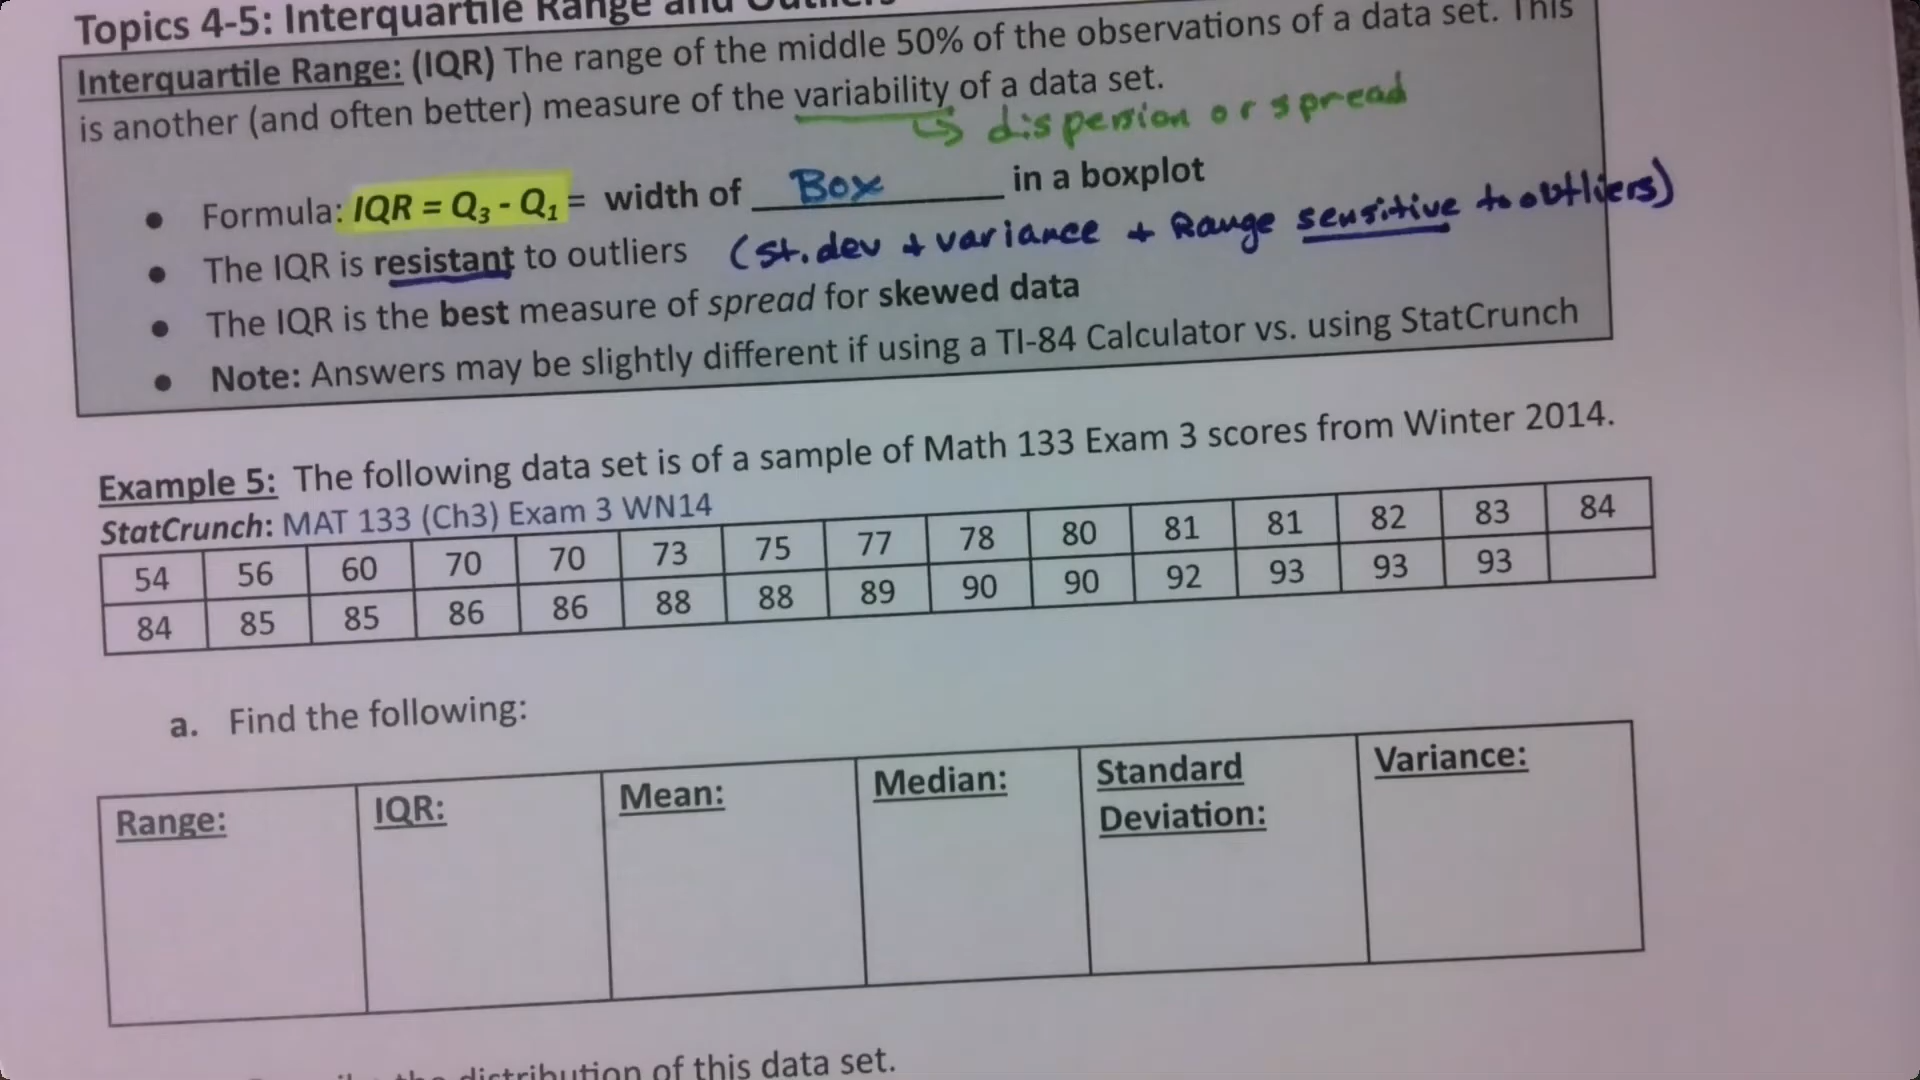 Topics 4-5: Interquartile Range and Outliers
Interquartile Range: (IQR) The range of the middle 50% of the observations of a data set. This
is another (and often better) measure of the variability of a data set.
↳ dispersion or spread
• Formula: IQR = Q₃ - Q₁ = width of Box in a boxplot
• The IQR is resistant to outliers (st.dev + variance + Range sensitive to outliers)
• The IQR is the best measure of spread for skewed data
• Note: Answers may be slightly different if using a TI-84 Calculator vs. using StatCrunch
Example 5: The following data set is of a sample of Math 133 Exam 3 scores from Winter 2014.
StatCrunch: MAT 133 (Ch3) Exam 3 WN14
54 56 60 70 70 73 75 77 78 80 81 81 82 83 84
84 85 85 86 86 88 88 89 90 90 92 93 93 93
a. Find the following:
Range: IQR: Mean: Median: Standard Deviation: Variance:
the distribution of this data set.